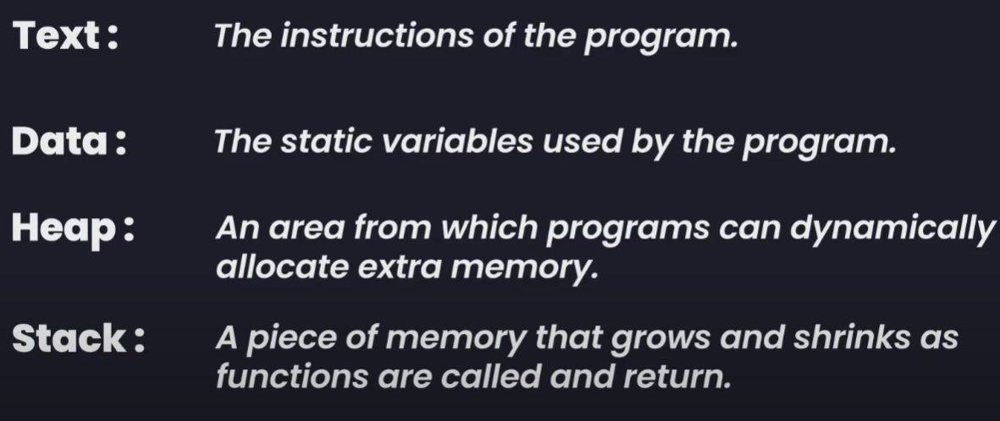 Text: The instructions of the program.
Data: The static variables used by the program.
Heap: An area from which programs can dynamically
allocate extra memory.
Stack: A piece of memory that grows and shrinks as
functions are called and return.